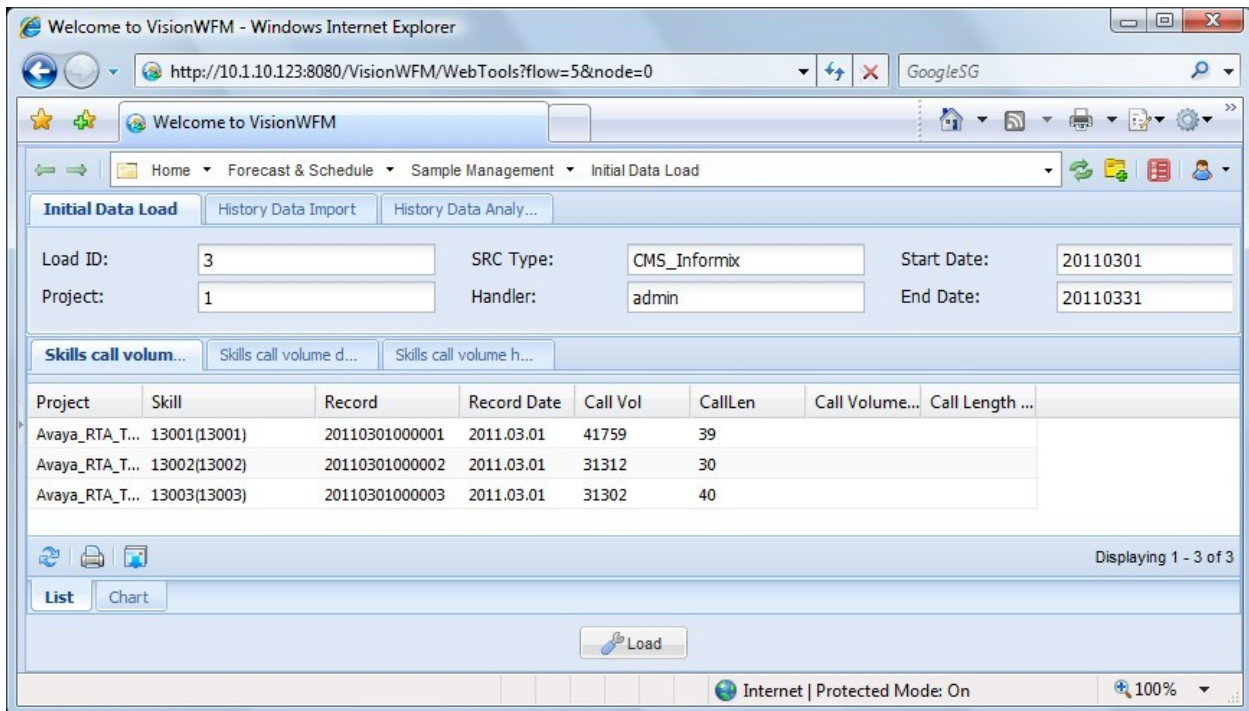 Welcome to VisionWFM - Windows Internet Explorer
http://10.1.10.123:8080/VisionWFM/WebTools?flow=5&node=0 GoogleSG
Welcome to VisionWFM
Home Forecast & Schedule Sample Management Initial Data Load
Initial Data Load History Data Import History Data Analy...
Load ID: 3 SRC Type: CMS_Informix Start Date: 20110301
Project: 1 Handler: admin End Date: 20110331
Skills call volum... Skills call volume d... Skills call volume h...
Project Skill Record Record Date Call Vol CallLen Call Volume... Call Length ...
Avaya_RTA_T... 13001(13001) 20110301000001 2011.03.01 41759 39
Avaya_RTA_T... 13002(13002) 20110301000002 2011.03.01 31312 30
Avaya_RTA_T... 13003(13003) 20110301000003 2011.03.01 31302 40
Displaying 1 - 3 of 3
List Chart
Load
Internet | Protected Mode: On 100%